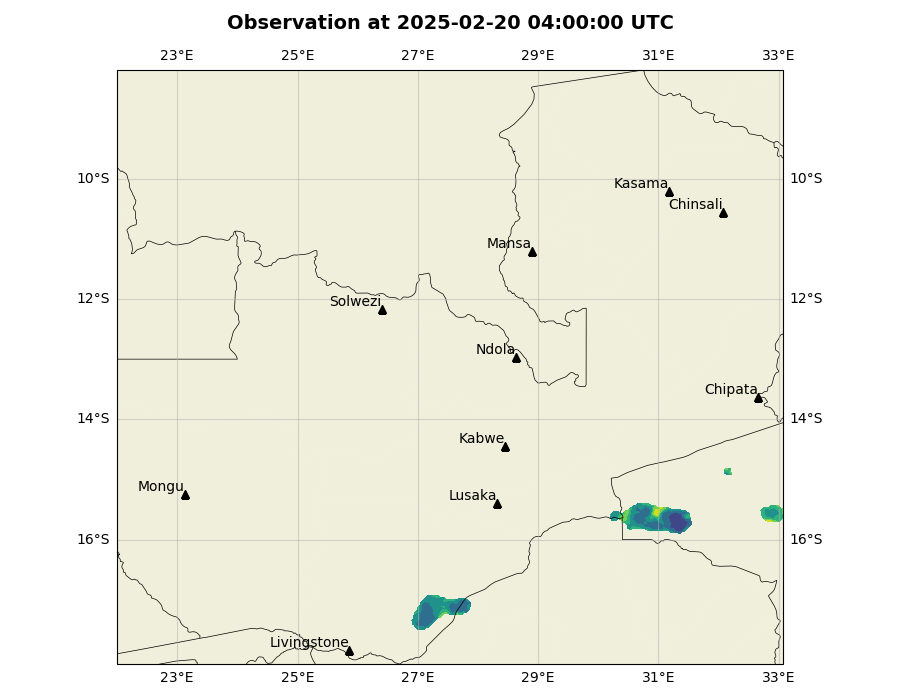 Observation at 2025-02-20 04:00:00 UTC
23°E 25°E 27°E 29°E 31°E 33°E
10°S 10°S
Kasama
Chinsali
Mansa
12°S 12°S
Solwezi
Ndola
Chipata
14°S 14°S
Kabwe
Mongu
Lusaka
16°S 16°S
Livingstone
23°E 25°E 27°E 29°E 31°E 33°E